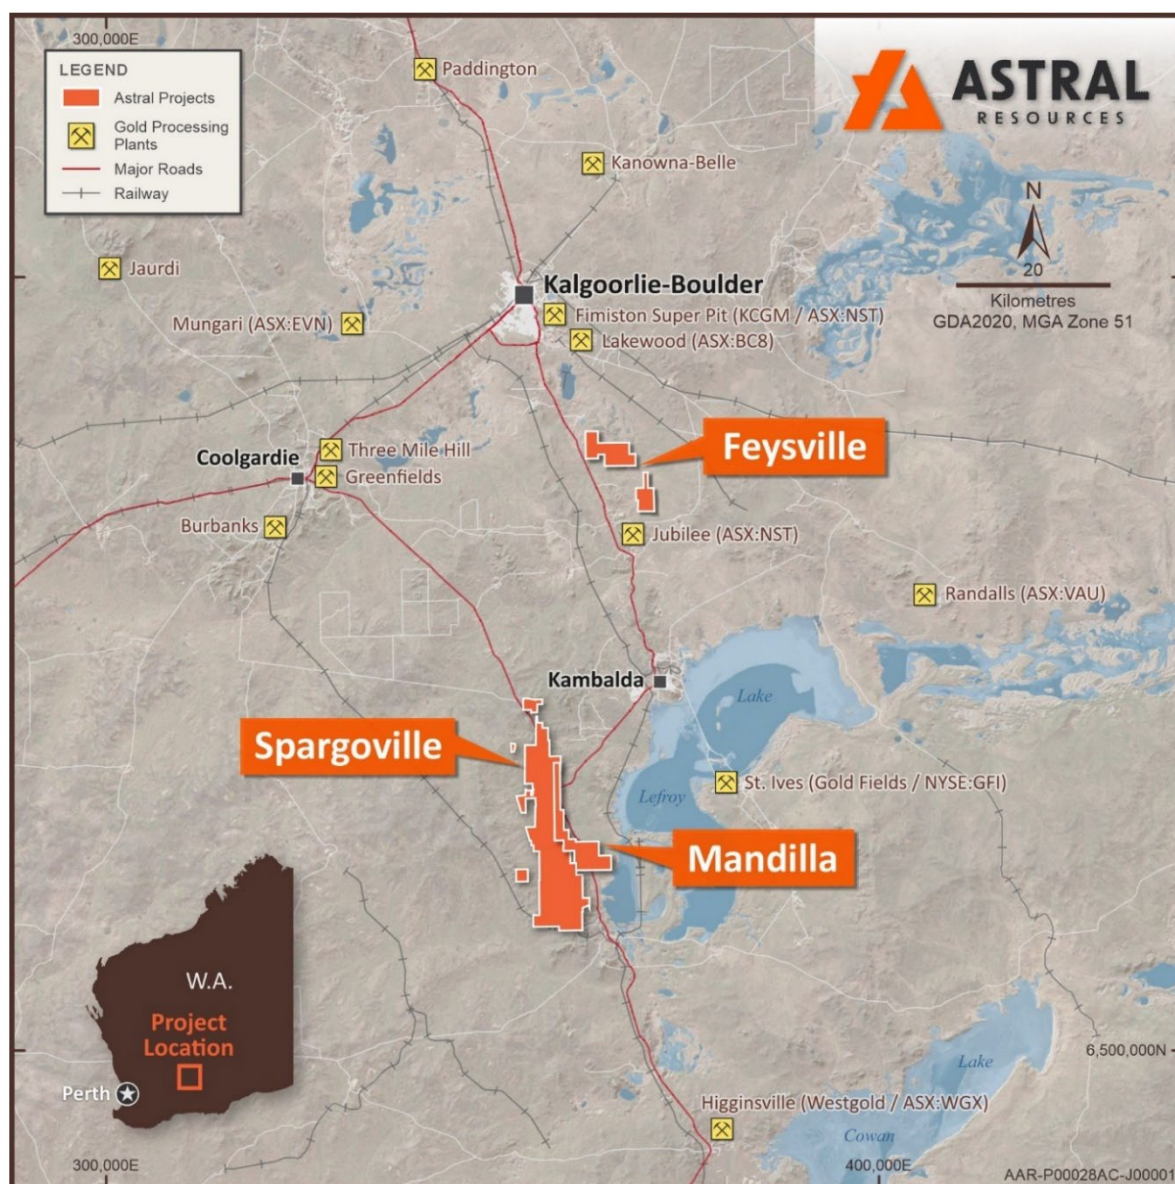 300,000E
LEGEND
Astral Projects
Gold Processing
Plants
Major Roads
Railway
ASTRAL
RESOURCES
Paddington
Kanowna-Belle
N
20
Kilometres
GDA2020, MGA Zone 51
Jaurdi
Kalgoorlie-Boulder
Mungari (ASX:EVN)
Fimiston Super Pit (KCGM / ASX:NST)
Lakewood (ASX:BC8)
Feysville
Coolgardie
Three Mile Hill
Greenfields
Burbanks
Jubilee (ASX:NST)
Randalls (ASX:VAU)
Kambalda
Lake
Spargoville
St. Ives (Gold Fields / NYSE:GFI)
Lefroy
Mandilla
W.A.
Project
Location
Perth
6,500,000N
Lake
Higginsville (Westgold / ASX:WGX)
Cowan
300,000E
400,000E
AAR-P00028AC-J00001